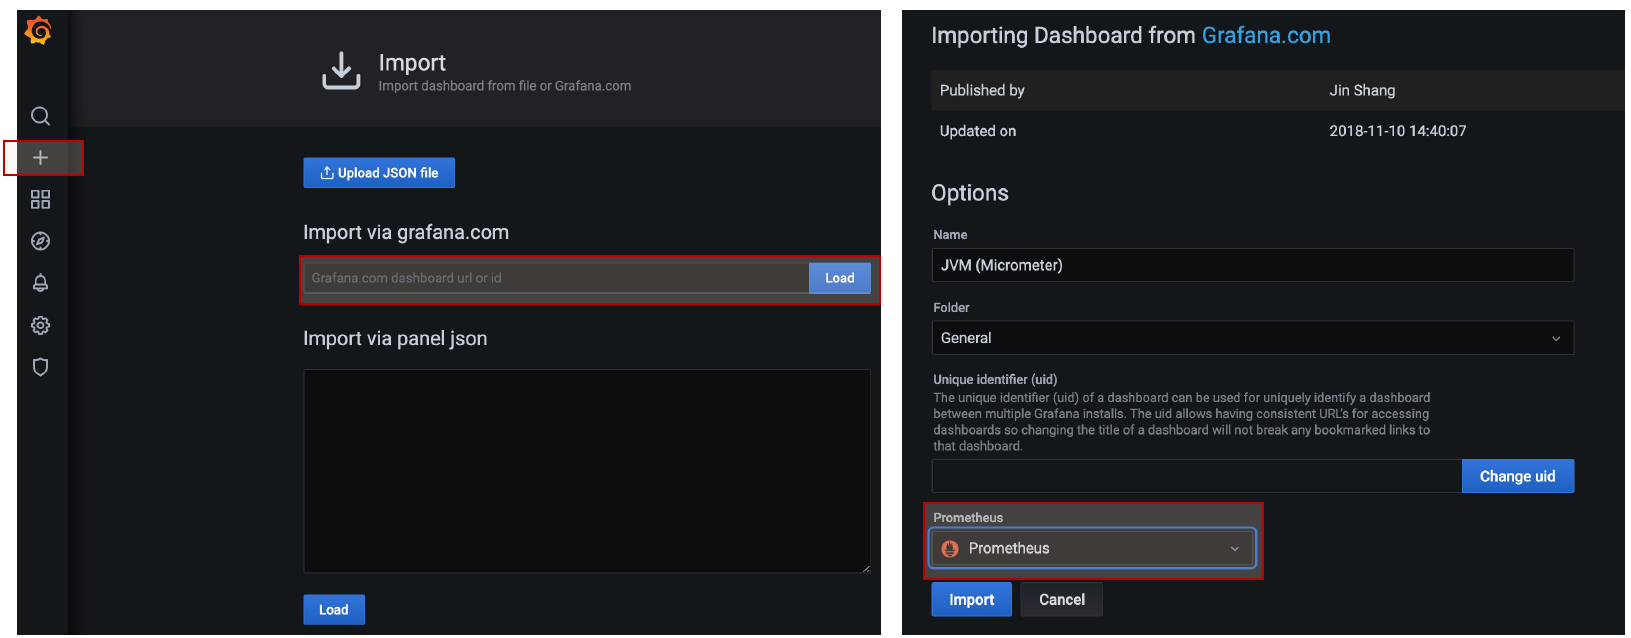 Import
Import dashboard from file or Grafana.com
Upload JSON file
Import via grafana.com
Grafana.com dashboard url or id
Load
Import via panel json
Load
Importing Dashboard from Grafana.com
Published by Jin Shang
Updated on 2018-11-10 14:40:07
Options
Name
JVM (Micrometer)
Folder
General
Unique identifier (uid)
The unique identifier (uid) of a dashboard can be used for uniquely identify a dashboard
between multiple Grafana installs. The uid allows having consistent URL's for accessing
dashboards so changing the title of a dashboard will not break any bookmarked links to
that dashboard.
Change uid
Prometheus
Prometheus
Import Cancel